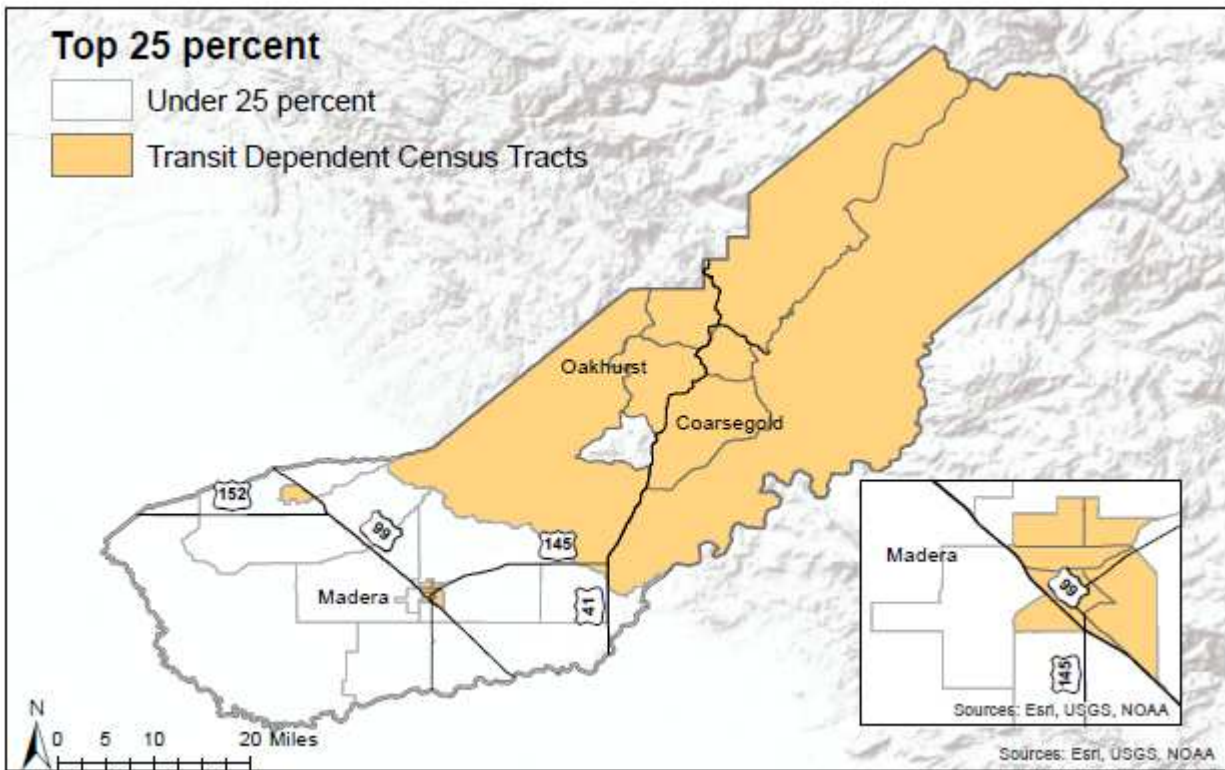 Top 25 percent
Under 25 percent
Transit Dependent Census Tracts
Oakhurst
Coarsegold
152
99
145
Madera
41
Madera
99
145
Sources: Esri, USGS, NOAA
N
0 5 10 20 Miles
Sources: Esri, USGS, NOAA